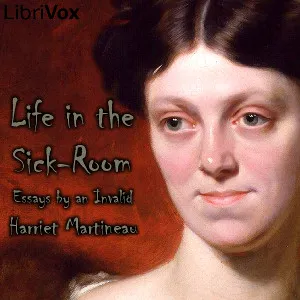 LibriVox
Life in the
Sick-Room
Essays by an Invalid
Harriet Martineau